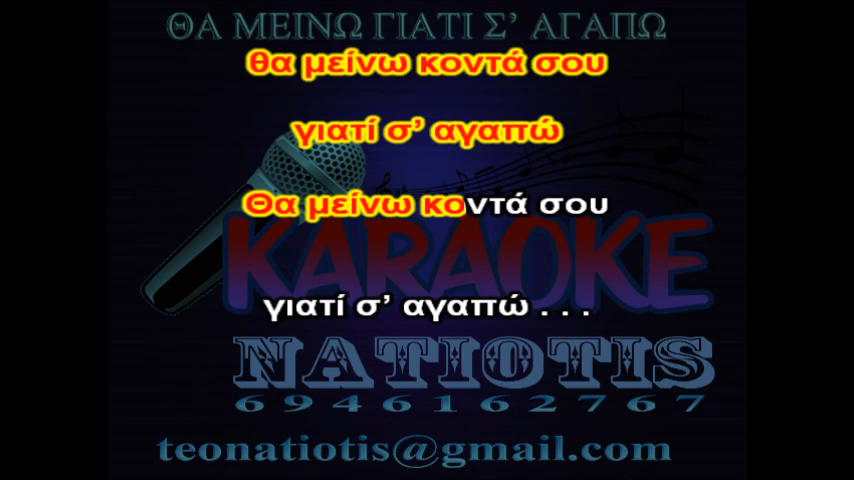 ΘΑ ΜΕΙΝΩ ΓΙΑΤΙ Σ’ ΑΓΑΠΩ
θα μείνω κοντά σου
γιατί σ’ αγαπώ
Θα μείνω κοντά σου
KARAOKE
γιατί σ’ αγαπώ . . .
NATIOTIS
6946162767
teonatiotis@gmail.com